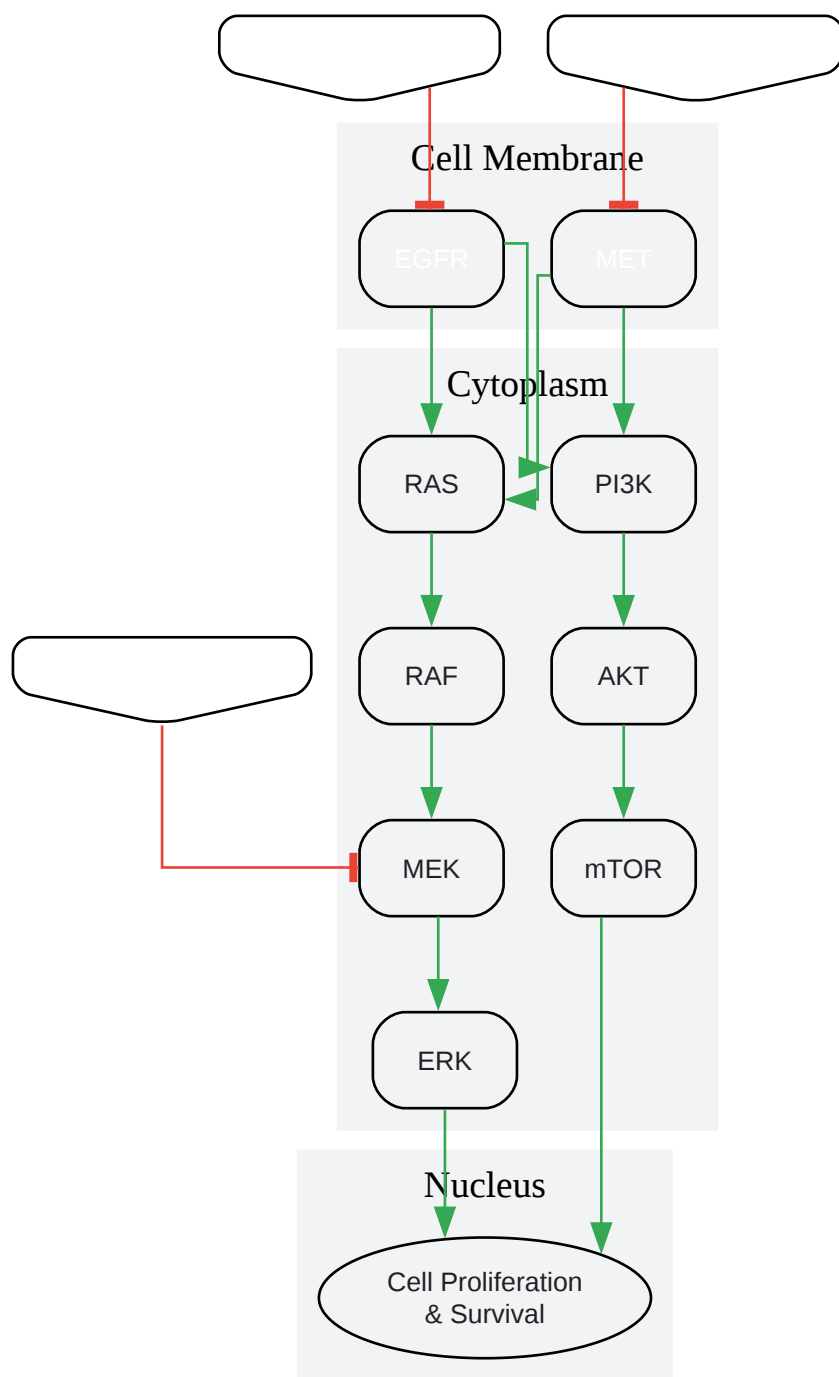 Cell Membrane
EGFR
MET
Cytoplasm
RAS
PI3K
RAF
AKT
MEK
mTOR
ERK
Nucleus
Cell Proliferation
& Survival